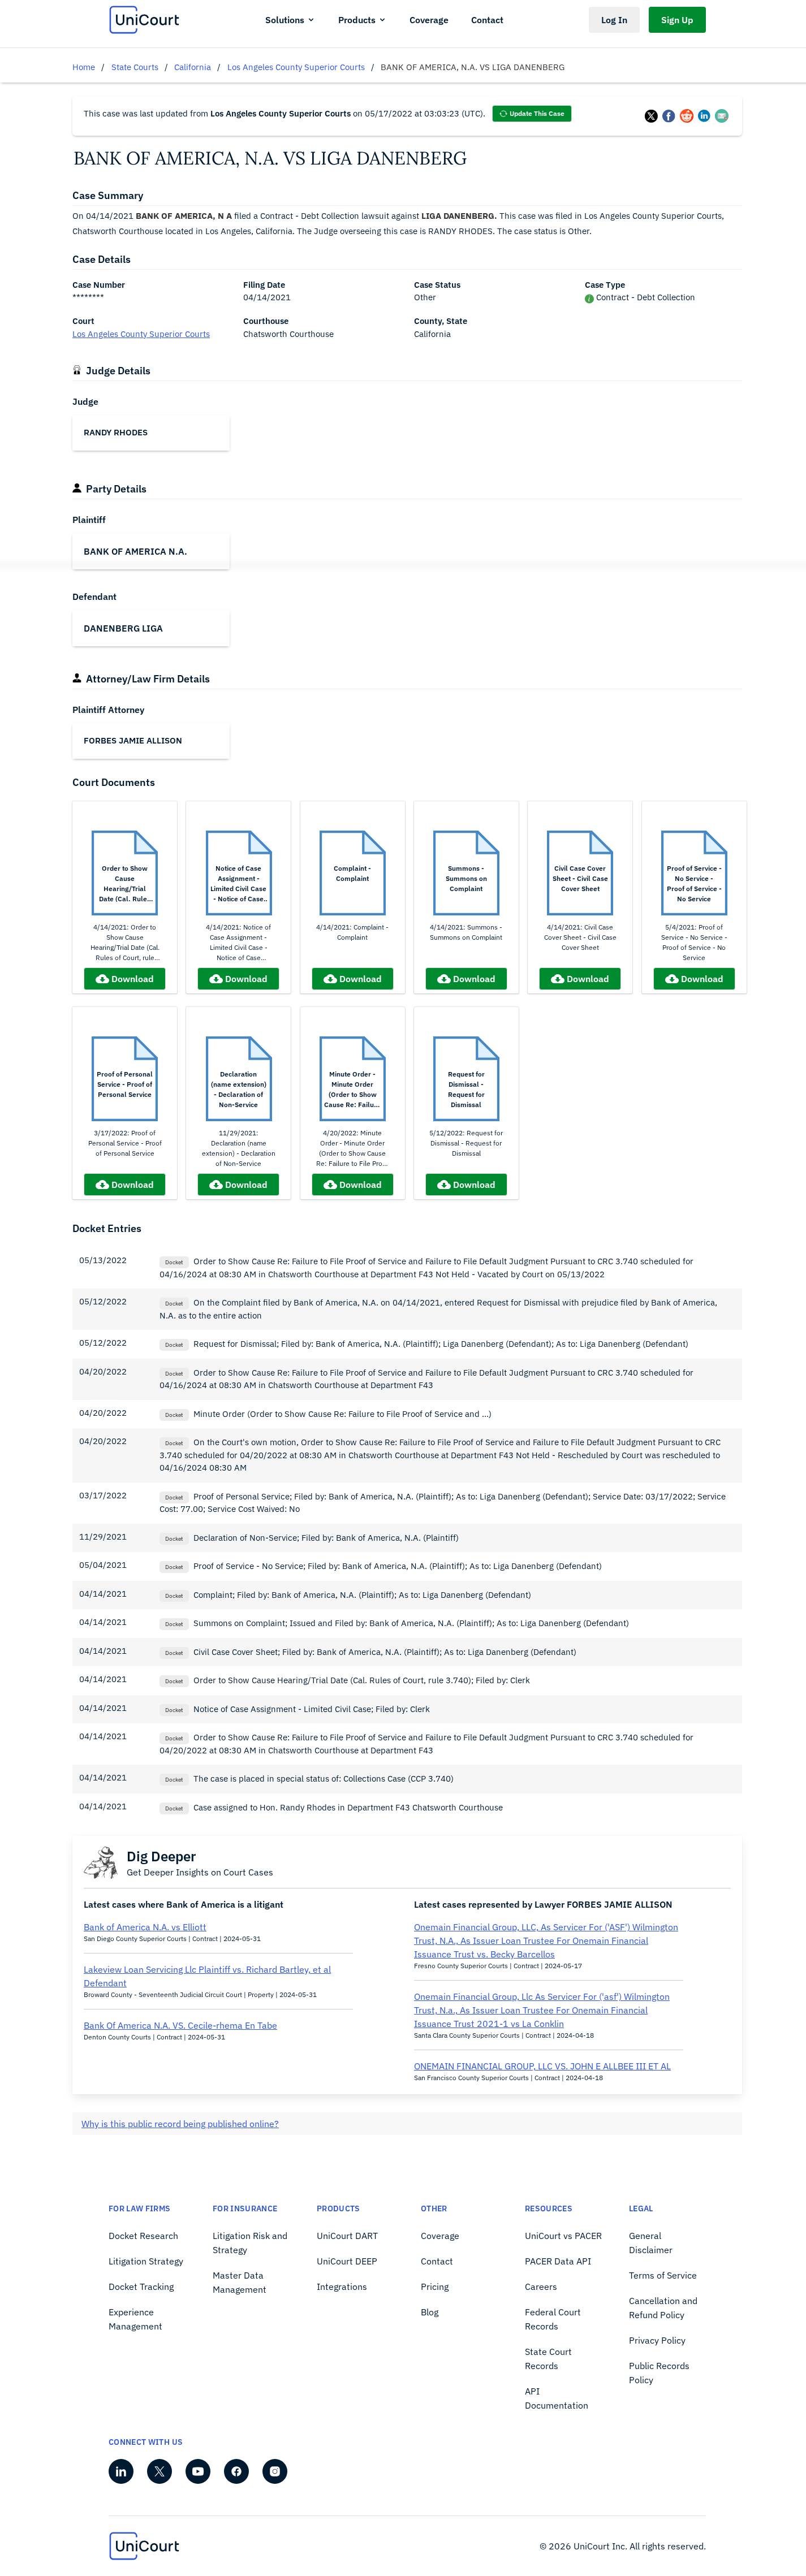 UniCourt
Solutions
Products
Coverage
Contact
Log In
Sign Up
Home / State Courts / California / Los Angeles County Superior Courts / BANK OF AMERICA, N.A. VS LIGA DANENBERG
This case was last updated from Los Angeles County Superior Courts on 05/17/2022 at 03:03:23 (UTC).
Update This Case
BANK OF AMERICA, N.A. VS LIGA DANENBERG
Case Summary
On 04/14/2021 BANK OF AMERICA, N A filed a Contract - Debt Collection lawsuit against LIGA DANENBERG. This case was filed in Los Angeles County Superior Courts,
Chatsworth Courthouse located in Los Angeles, California. The Judge overseeing this case is RANDY RHODES. The case status is Other.
Case Details
Case Number
********
Filing Date
04/14/2021
Case Status
Other
Case Type
Contract - Debt Collection
Court
Los Angeles County Superior Courts
Courthouse
Chatsworth Courthouse
County, State
California
Judge Details
Judge
RANDY RHODES
Party Details
Plaintiff
BANK OF AMERICA N.A.
Defendant
DANENBERG LIGA
Attorney/Law Firm Details
Plaintiff Attorney
FORBES JAMIE ALLISON
Court Documents
Order to Show
Cause
Hearing/Trial
Date (Cal. Rule...
4/14/2021: Order to
Show Cause
Hearing/Trial Date (Cal.
Rules of Court, rule...
Download
Notice of Case
Assignment -
Limited Civil Case
- Notice of Case..
4/14/2021: Notice of
Case Assignment -
Limited Civil Case -
Notice of Case...
Download
Complaint -
Complaint
4/14/2021: Complaint -
Complaint
Download
Summons -
Summons on
Complaint
4/14/2021: Summons -
Summons on Complaint
Download
Civil Case Cover
Sheet - Civil Case
Cover Sheet
4/14/2021: Civil Case
Cover Sheet - Civil Case
Cover Sheet
Download
Proof of Service -
No Service -
Proof of Service -
No Service
5/4/2021: Proof of
Service - No Service -
Proof of Service - No
Service
Download
Proof of Personal
Service - Proof of
Personal Service
3/17/2022: Proof of
Personal Service - Proof
of Personal Service
Download
Declaration
(name extension)
- Declaration of
Non-Service
11/29/2021:
Declaration (name
extension) - Declaration
of Non-Service
Download
Minute Order -
Minute Order
(Order to Show
Cause Re: Failu...
4/20/2022: Minute
Order - Minute Order
(Order to Show Cause
Re: Failure to File Pro...
Download
Request for
Dismissal -
Request for
Dismissal
5/12/2022: Request for
Dismissal - Request for
Dismissal
Download
Docket Entries
05/13/2022
Docket Order to Show Cause Re: Failure to File Proof of Service and Failure to File Default Judgment Pursuant to CRC 3.740 scheduled for
04/16/2024 at 08:30 AM in Chatsworth Courthouse at Department F43 Not Held - Vacated by Court on 05/13/2022
05/12/2022
Docket On the Complaint filed by Bank of America, N.A. on 04/14/2021, entered Request for Dismissal with prejudice filed by Bank of America,
N.A. as to the entire action
05/12/2022
Docket Request for Dismissal; Filed by: Bank of America, N.A. (Plaintiff); Liga Danenberg (Defendant); As to: Liga Danenberg (Defendant)
04/20/2022
Docket Order to Show Cause Re: Failure to File Proof of Service and Failure to File Default Judgment Pursuant to CRC 3.740 scheduled for
04/16/2024 at 08:30 AM in Chatsworth Courthouse at Department F43
04/20/2022
Docket Minute Order (Order to Show Cause Re: Failure to File Proof of Service and ...)
04/20/2022
Docket On the Court's own motion, Order to Show Cause Re: Failure to File Proof of Service and Failure to File Default Judgment Pursuant to CRC
3.740 scheduled for 04/20/2022 at 08:30 AM in Chatsworth Courthouse at Department F43 Not Held - Rescheduled by Court was rescheduled to
04/16/2024 08:30 AM
03/17/2022
Docket Proof of Personal Service; Filed by: Bank of America, N.A. (Plaintiff); As to: Liga Danenberg (Defendant); Service Date: 03/17/2022; Service
Cost: 77.00; Service Cost Waived: No
11/29/2021
Docket Declaration of Non-Service; Filed by: Bank of America, N.A. (Plaintiff)
05/04/2021
Docket Proof of Service - No Service; Filed by: Bank of America, N.A. (Plaintiff); As to: Liga Danenberg (Defendant)
04/14/2021
Docket Complaint; Filed by: Bank of America, N.A. (Plaintiff); As to: Liga Danenberg (Defendant)
04/14/2021
Docket Summons on Complaint; Issued and Filed by: Bank of America, N.A. (Plaintiff); As to: Liga Danenberg (Defendant)
04/14/2021
Docket Civil Case Cover Sheet; Filed by: Bank of America, N.A. (Plaintiff); As to: Liga Danenberg (Defendant)
04/14/2021
Docket Order to Show Cause Hearing/Trial Date (Cal. Rules of Court, rule 3.740); Filed by: Clerk
04/14/2021
Docket Notice of Case Assignment - Limited Civil Case; Filed by: Clerk
04/14/2021
Docket Order to Show Cause Re: Failure to File Proof of Service and Failure to File Default Judgment Pursuant to CRC 3.740 scheduled for
04/20/2022 at 08:30 AM in Chatsworth Courthouse at Department F43
04/14/2021
Docket The case is placed in special status of: Collections Case (CCP 3.740)
04/14/2021
Docket Case assigned to Hon. Randy Rhodes in Department F43 Chatsworth Courthouse
Dig Deeper
Get Deeper Insights on Court Cases
Latest cases where Bank of America is a litigant
Bank of America N.A. vs Elliott
San Diego County Superior Courts | Contract | 2024-05-31
Lakeview Loan Servicing Llc Plaintiff vs. Richard Bartley, et al
Defendant
Broward County - Seventeenth Judicial Circuit Court | Property | 2024-05-31
Bank Of America N.A. VS. Cecile-rhema En Tabe
Denton County Courts | Contract | 2024-05-31
Latest cases represented by Lawyer FORBES JAMIE ALLISON
Onemain Financial Group, LLC, As Servicer For ('ASF') Wilmington
Trust, N.A., As Issuer Loan Trustee For Onemain Financial
Issuance Trust vs. Becky Barcellos
Fresno County Superior Courts | Contract | 2024-05-17
Onemain Financial Group, Llc As Servicer For ('asf') Wilmington
Trust, N.a., As Issuer Loan Trustee For Onemain Financial
Issuance Trust 2021-1 vs La Conklin
Santa Clara County Superior Courts | Contract | 2024-04-18
ONEMAIN FINANCIAL GROUP, LLC VS. JOHN E ALLBEE III ET AL
San Francisco County Superior Courts | Contract | 2024-04-18
Why is this public record being published online?
FOR LAW FIRMS
Docket Research
Litigation Strategy
Docket Tracking
Experience
Management
FOR INSURANCE
Litigation Risk and
Strategy
Master Data
Management
PRODUCTS
UniCourt DART
UniCourt DEEP
Integrations
OTHER
Coverage
Contact
Pricing
Blog
RESOURCES
UniCourt vs PACER
PACER Data API
Careers
Federal Court
Records
State Court
Records
API
Documentation
LEGAL
General
Disclaimer
Terms of Service
Cancellation and
Refund Policy
Privacy Policy
Public Records
Policy
CONNECT WITH US
UniCourt
© 2026 UniCourt Inc. All rights reserved.